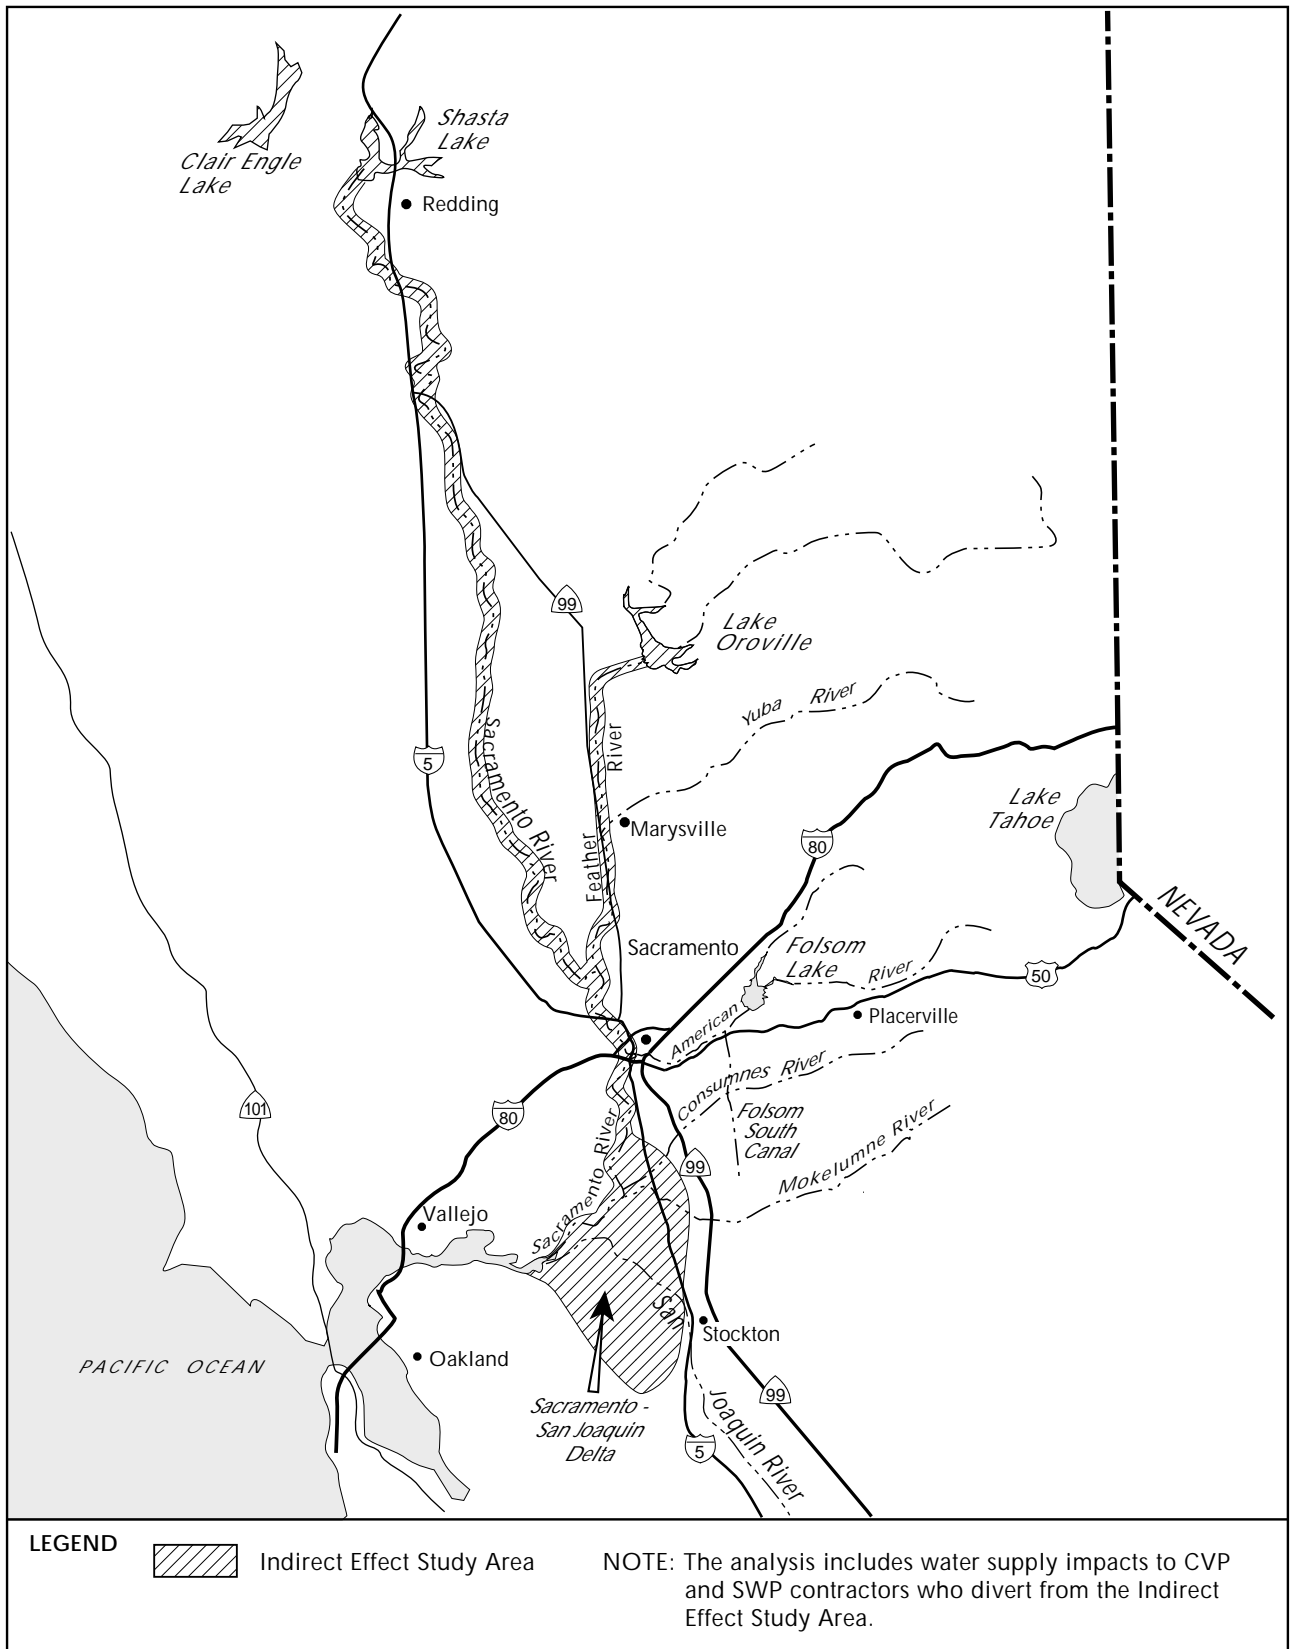 Shasta
Lake
Clair Engle
Lake
Redding
99
Lake
Oroville
Yuba River
Sacramento River
River
5
Feather
Marysville
Lake
Tahoe
80
NEVADA
Sacramento
Folsom
Lake
River
50
American
Placerville
Consumnes River
101
80
Folsom
South
Canal
Mokelumne River
99
Sacramento River
Vallejo
San
Stockton
PACIFIC OCEAN
Oakland
99
Sacramento -
San Joaquin
Delta
Joaquin River
5
LEGEND
Indirect Effect Study Area
NOTE: The analysis includes water supply impacts to CVP
and SWP contractors who divert from the Indirect
Effect Study Area.